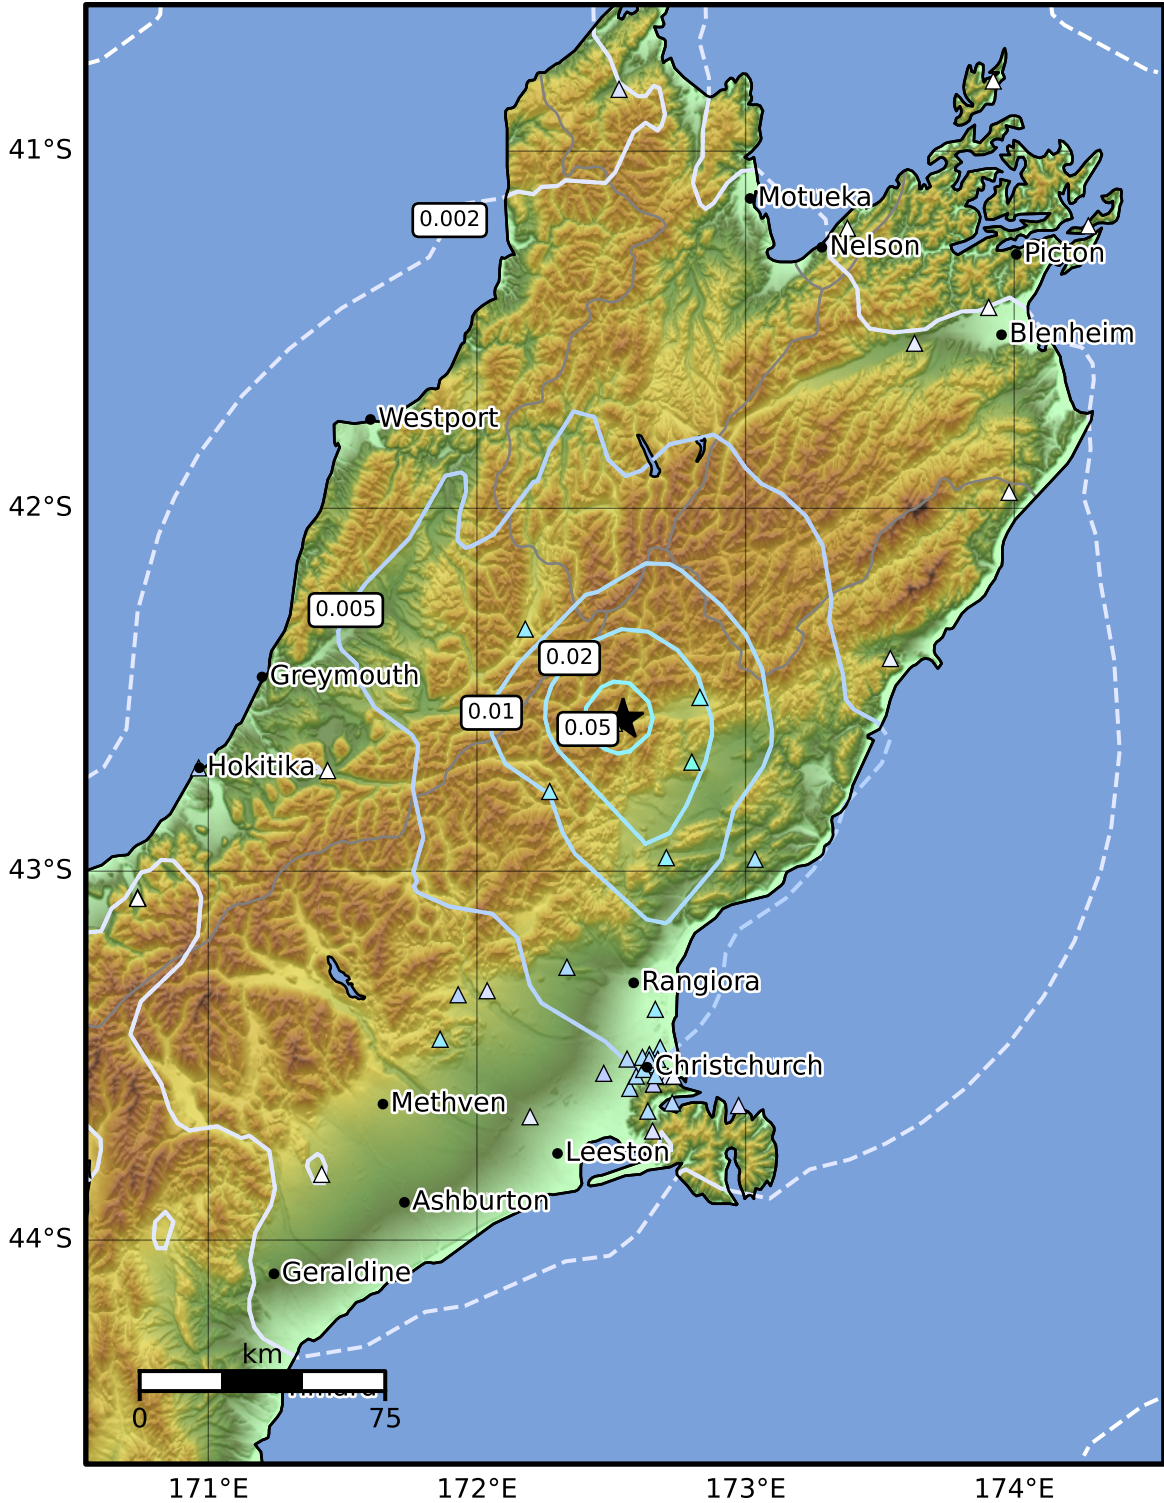 41°S
Motueka
0.002
Nelson
Picton
Blenheim
Westport
42°S
0.005
0.02
Greymouth
0.01
0.05
Hokitika
43°S
Rangiora
Christchurch
Methven
Leeston
Ashburton
44°S
Geraldine
km
0
75
171°E
172°E
173°E
174°E